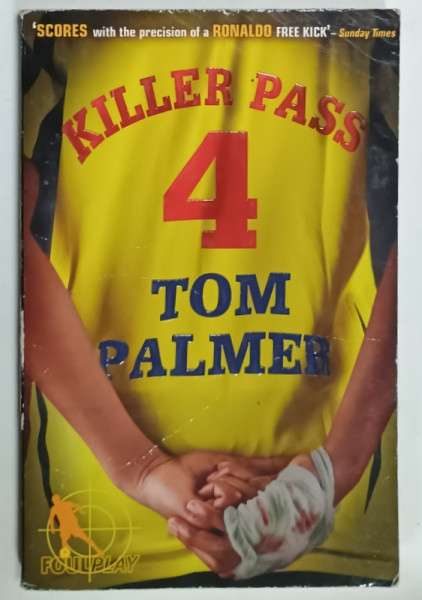 'SCORES with the precision of a RONALDO FREE KICK' – Sunday Times
KILLER PASS
4
TOM
PALMER
FOULPLAY